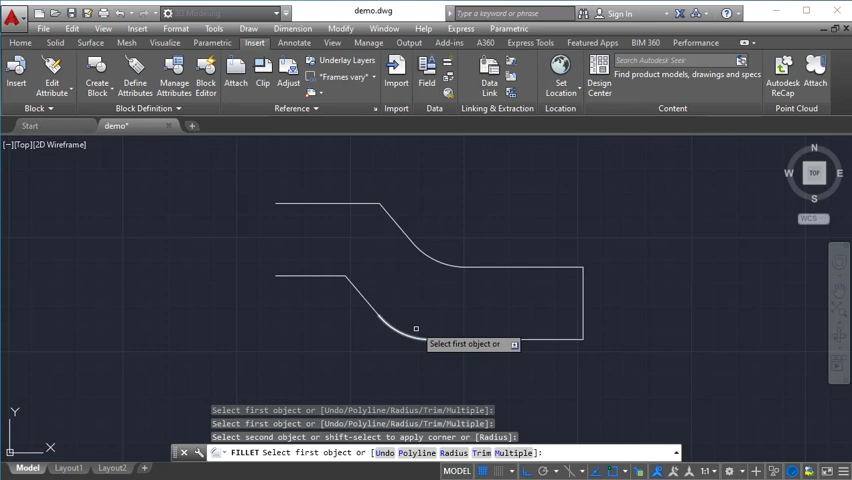 3D Modeling
demo.dwg
Type a keyword or phrase
Sign In
File Edit View Insert Format Tools Draw Dimension Modify Window Help Express Parametric
Home Solid Surface Mesh Visualize Parametric Insert Annotate View Manage Output Add-ins A360 Express Tools Featured Apps BIM 360 Performance
Insert
Edit Attribute
Create Block
Define Attributes
Manage Attributes
Block Editor
Attach
Clip
Adjust
Underlay Layers
*Frames vary*
Import
Field
Data Link
Set Location
Design Center
Search Autodesk Seek
Find product models, drawings and specs
Autodesk ReCap
Attach
Block Block Definition Reference Import Data Linking & Extraction Location Content Point Cloud
Start demo*
[−][Top][2D Wireframe]
N
W TOP E
S
WCS
Select first object or
Y
X
Select first object or [Undo/Polyline/Radius/Trim/Multiple]:
Select first object or [Undo/Polyline/Radius/Trim/Multiple]:
Select second object or shift-select to apply corner or [Radius]:
FILLET Select first object or [Undo Polyline Radius Trim Multiple]:
Model Layout1 Layout2
MODEL
1:1